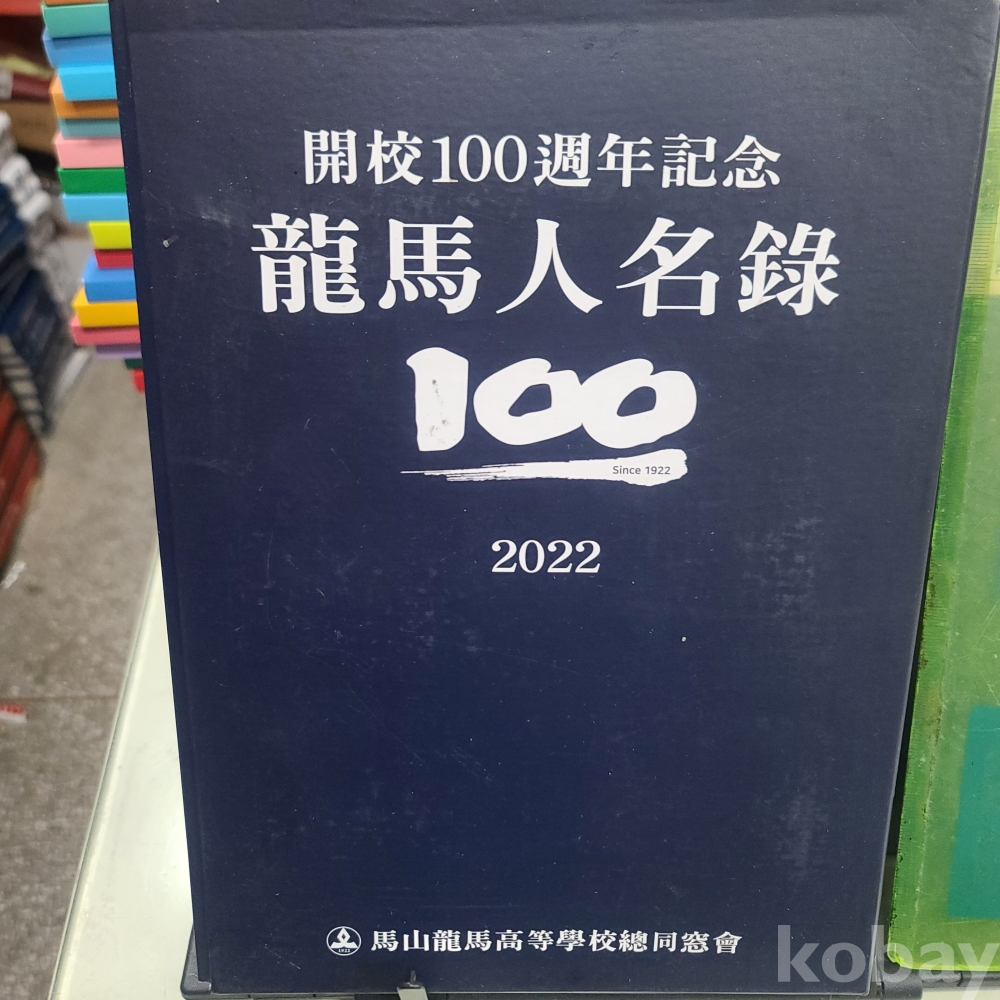 開校100週年記念
龍馬人名錄
100
Since 1922
2022
1922
馬山龍馬高等學校總同窓會
kobay